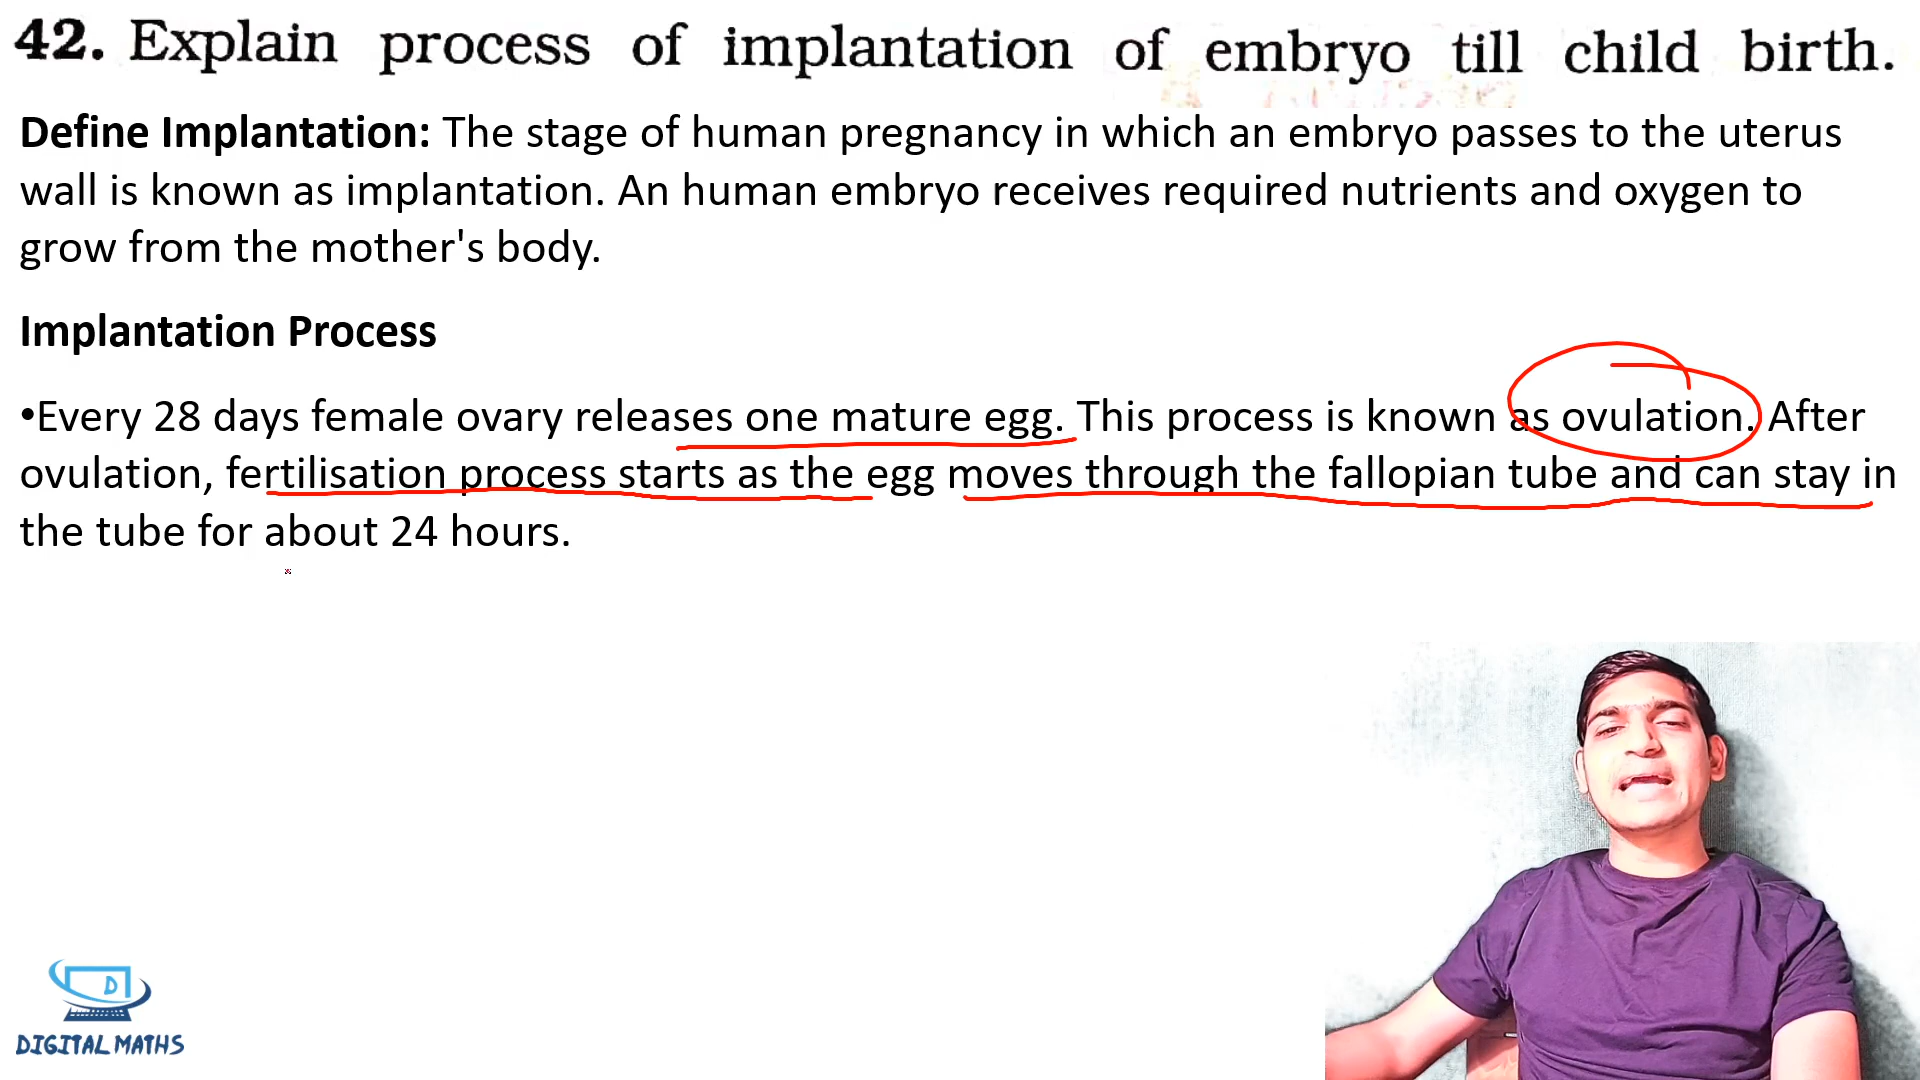 42. Explain process of implantation of embryo till child birth.
Define Implantation: The stage of human pregnancy in which an embryo passes to the uterus
wall is known as implantation. An human embryo receives required nutrients and oxygen to
grow from the mother's body.
Implantation Process
•Every 28 days female ovary releases one mature egg. This process is known as ovulation. After
ovulation, fertilisation process starts as the egg moves through the fallopian tube and can stay in
the tube for about 24 hours.
D
DIGITAL MATHS